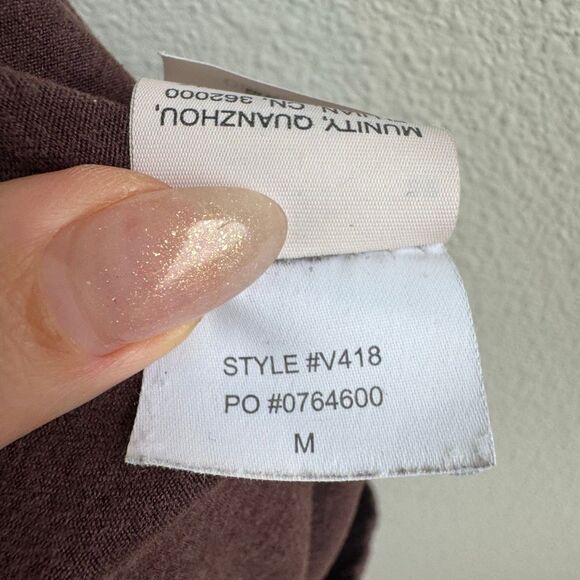 MUNITY, QUANZHOU,
CN, 362000
STYLE #V418
PO #0764600
M